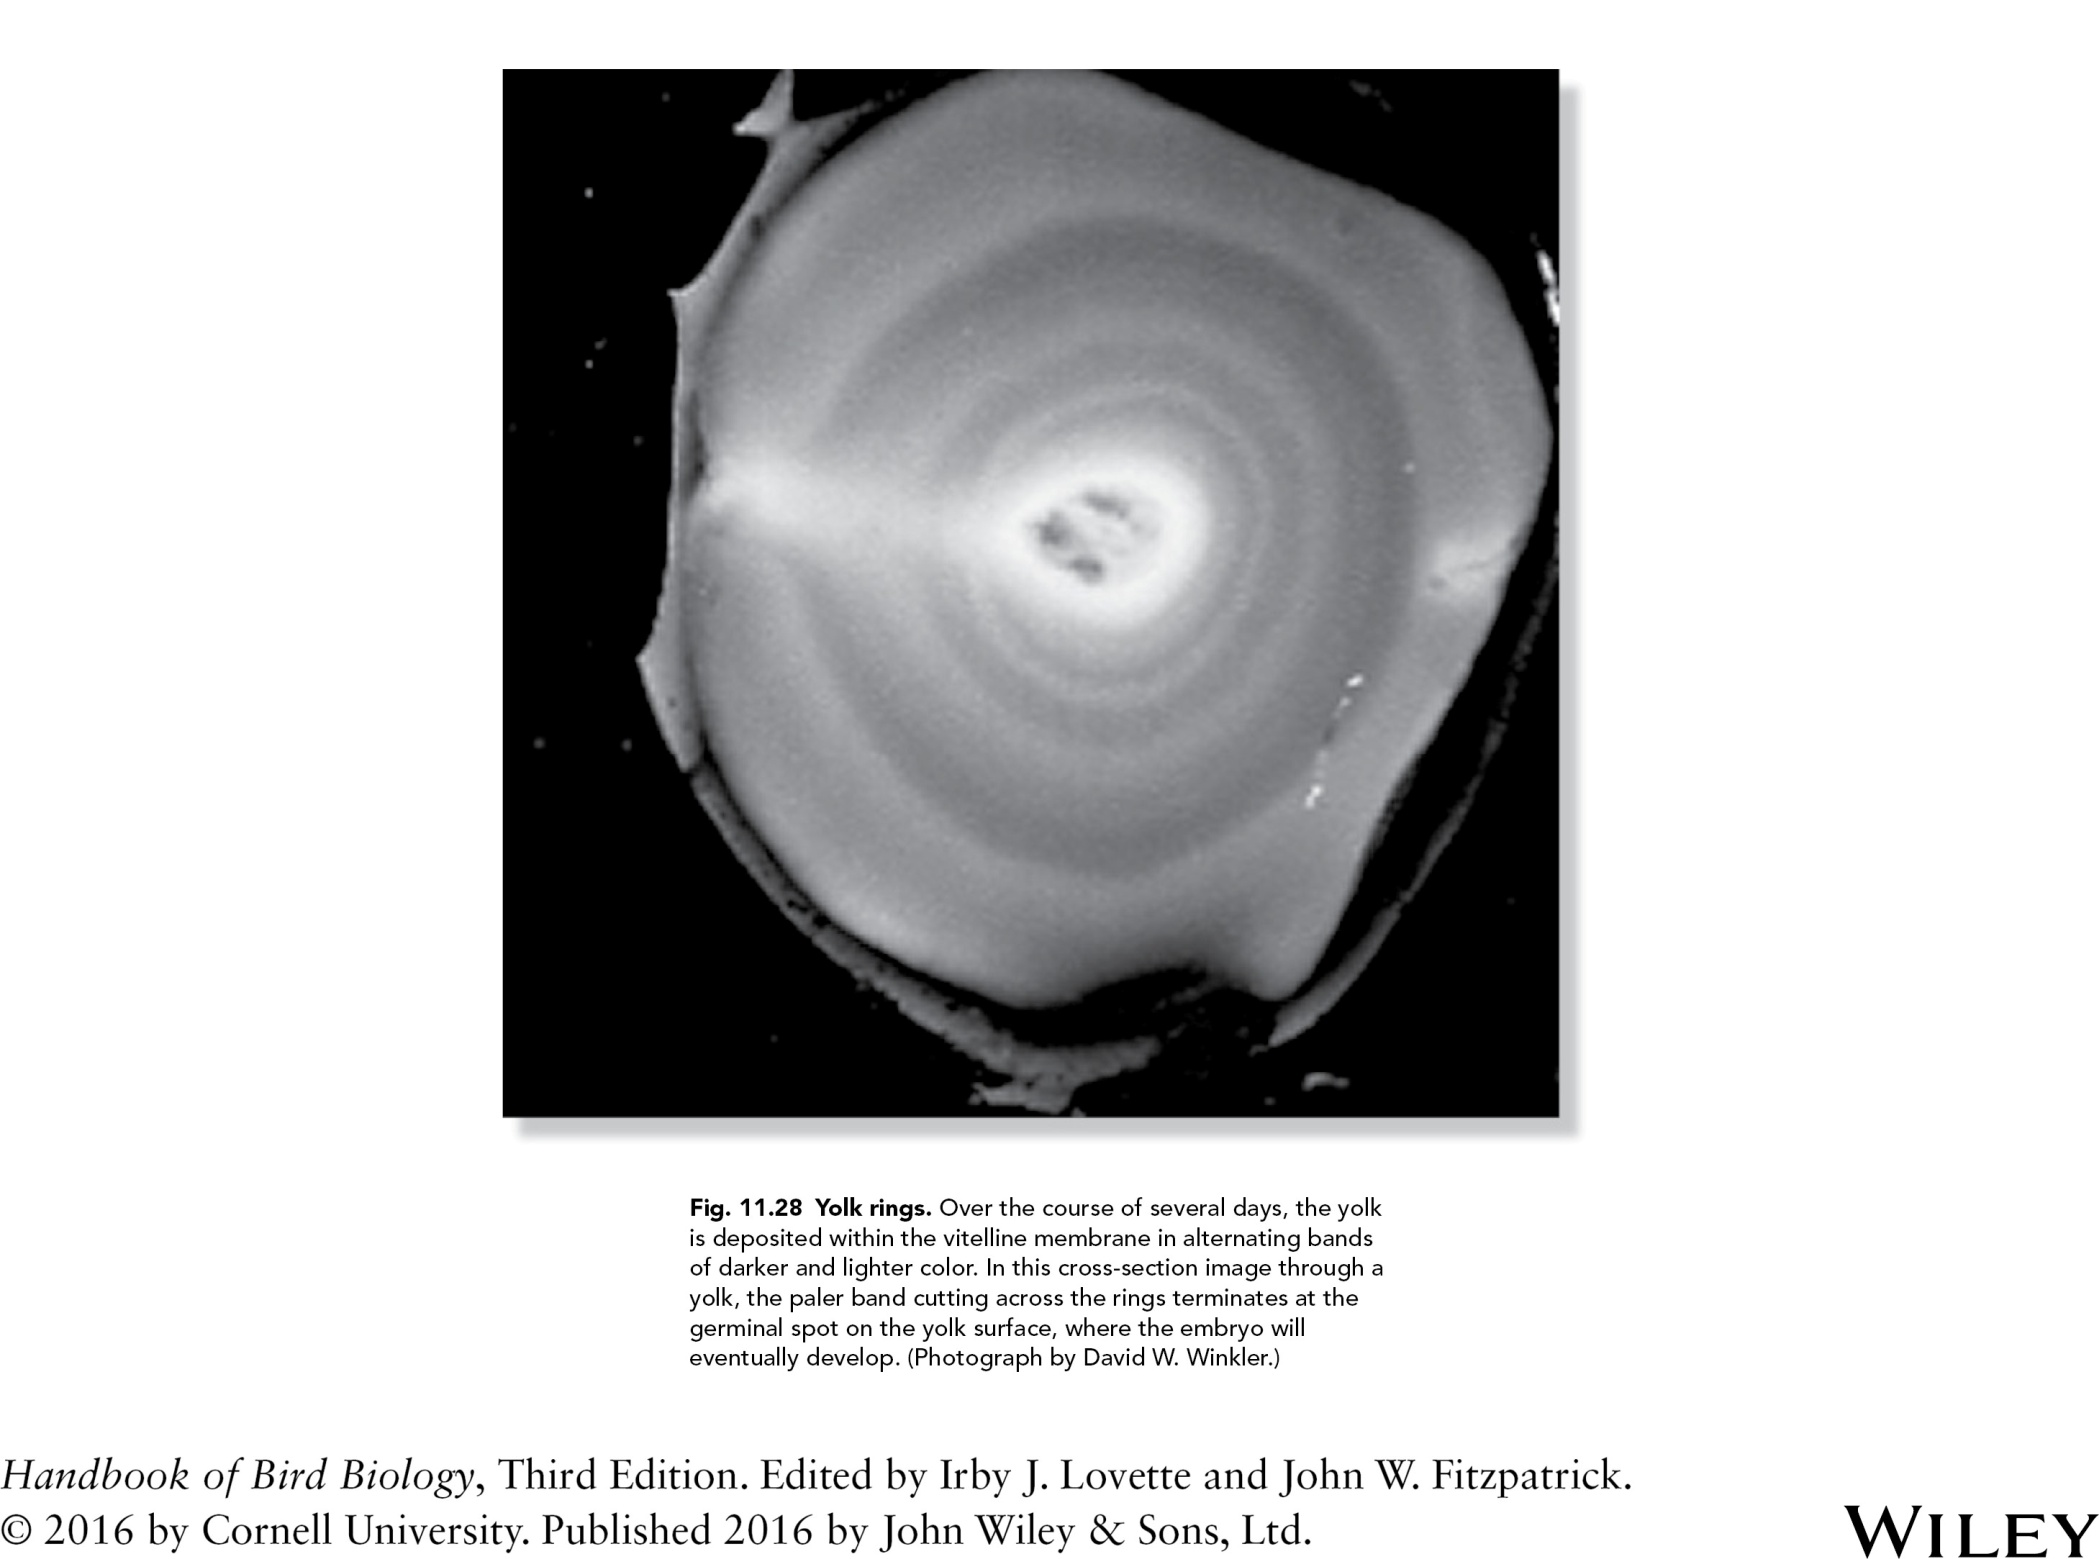 Fig. 11.28 Yolk rings. Over the course of several days, the yolk
is deposited within the vitelline membrane in alternating bands
of darker and lighter color. In this cross-section image through a
yolk, the paler band cutting across the rings terminates at the
germinal spot on the yolk surface, where the embryo will
eventually develop. (Photograph by David W. Winkler.)
Handbook of Bird Biology, Third Edition. Edited by Irby J. Lovette and John W. Fitzpatrick.
© 2016 by Cornell University. Published 2016 by John Wiley & Sons, Ltd.
WILEY